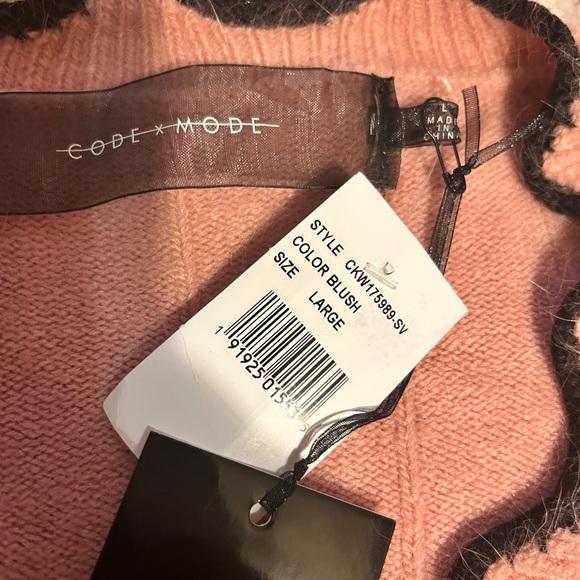 CODE × MODE
L
MADE
IN
CHINA
STYLE CKW175989-SV
COLOR BLUSH
SIZE LARGE